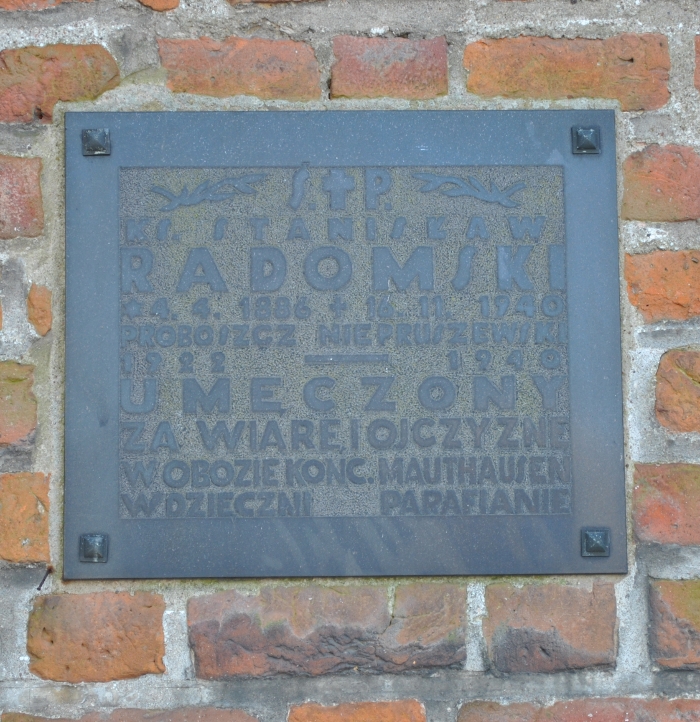 Ś.✝P.
KS. STANISŁAW
RADOMSKI
*4. 4. 1886 + 16. 11. 1940
PROBOSZCZ NIEPRUSZEWSKI
1922 — 1940
UMĘCZONY
ZA WIARĘ I OJCZYZNĘ
W OBOZIE KONC. MAUTHAUSEN
WDZIĘCZNI PARAFIANIE